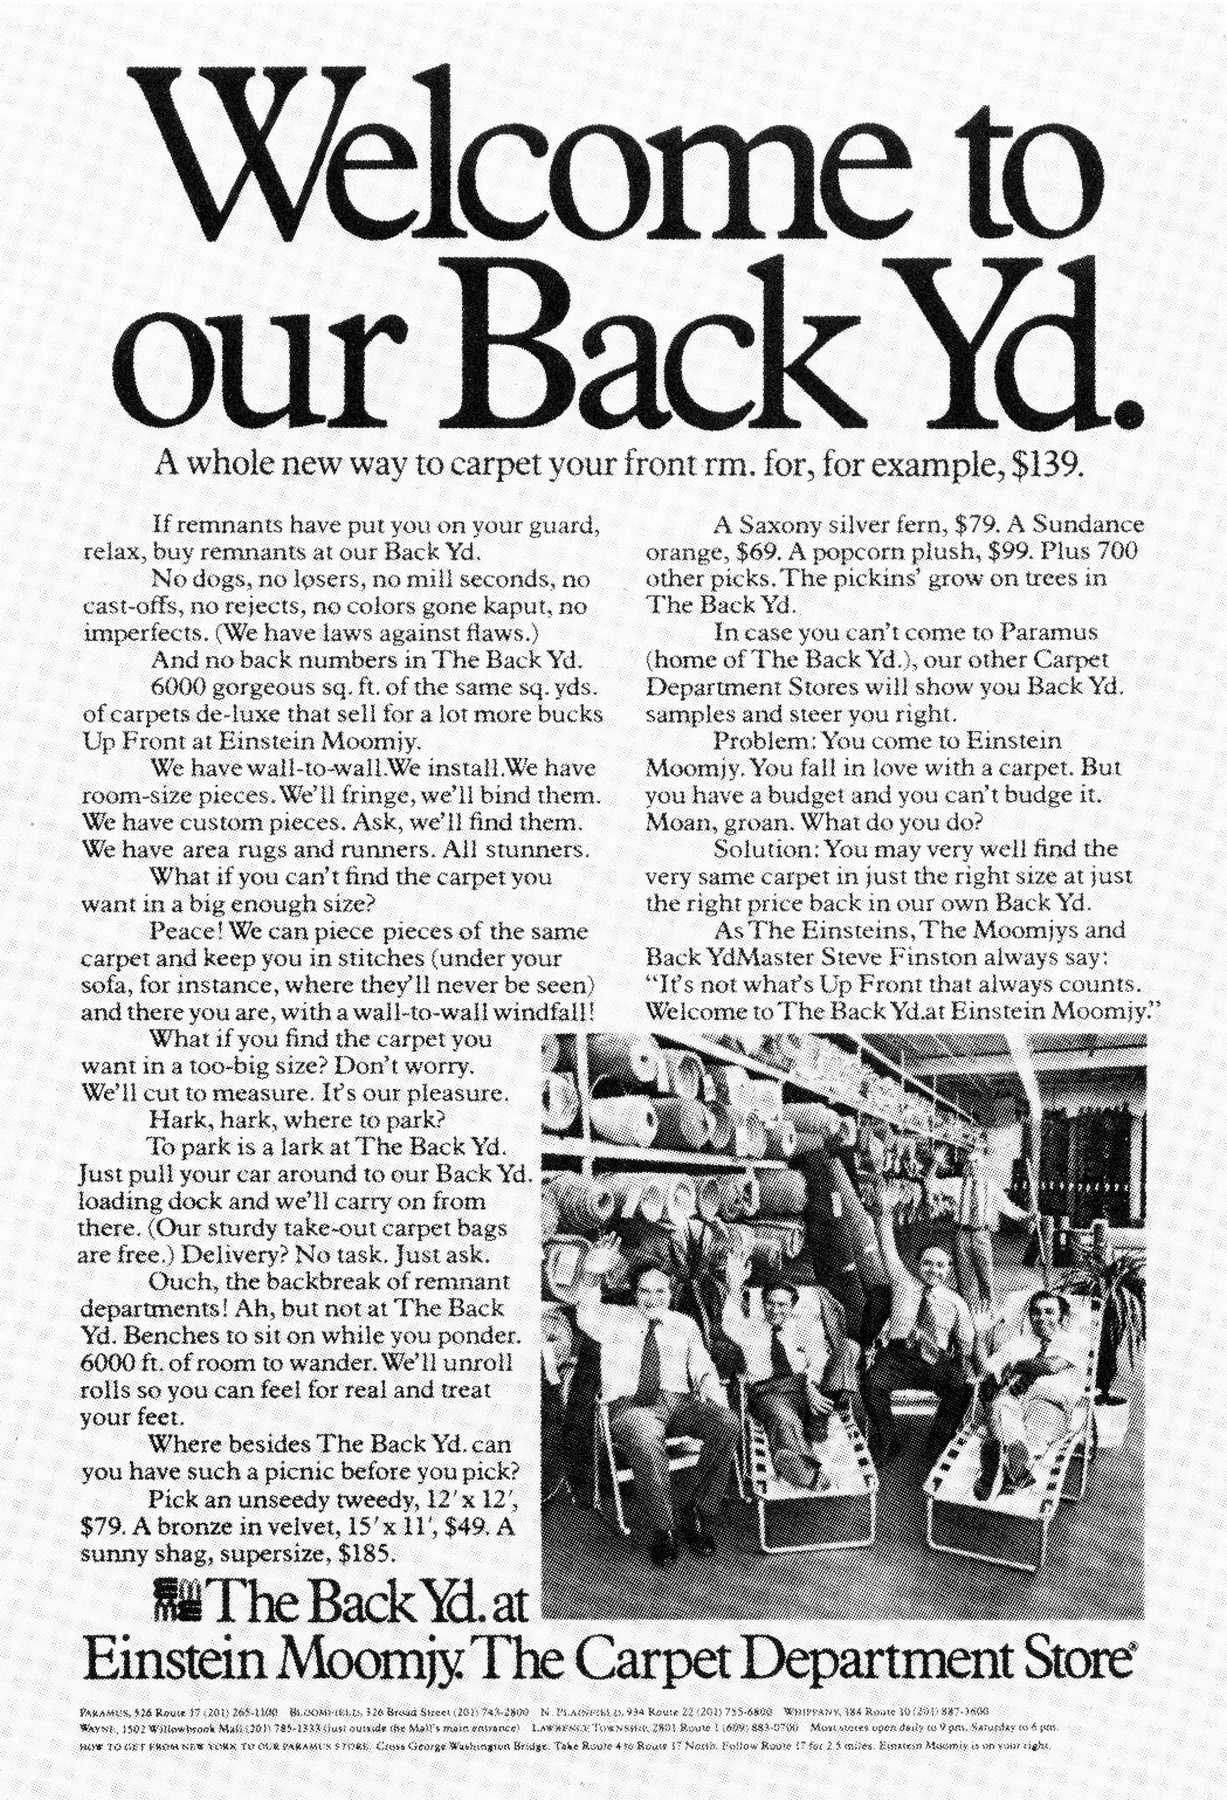 Welcome to
our Back Yd.
A whole new way to carpet your front rm. for, for example, $139.
If remnants have put you on your guard,
relax, buy remnants at our Back Yd.
No dogs, no losers, no mill seconds, no
cast-offs, no rejects, no colors gone kaput, no
imperfects. (We have laws against flaws.)
And no back numbers in The Back Yd.
6000 gorgeous sq. ft. of the same sq. yds.
of carpets de-luxe that sell for a lot more bucks
Up Front at Einstein Moomjy.
We have wall-to-wall. We install. We have
room-size pieces. We'll fringe, we'll bind them.
We have custom pieces. Ask, we'll find them.
We have area rugs and runners. All stunners.
What if you can't find the carpet you
want in a big enough size?
Peace! We can piece pieces of the same
carpet and keep you in stitches (under your
sofa, for instance, where they'll never be seen)
and there you are, with a wall-to-wall windfall!
What if you find the carpet you
want in a too-big size? Don't worry.
We'll cut to measure. It's our pleasure.
Hark, hark, where to park?
To park is a lark at The Back Yd.
Just pull your car around to our Back Yd.
loading dock and we'll carry on from
there. (Our sturdy take-out carpet bags
are free.) Delivery? No task. Just ask.
Ouch, the backbreak of remnant
departments! Ah, but not at The Back
Yd. Benches to sit on while you ponder.
6000 ft. of room to wander. We'll unroll
rolls so you can feel for real and treat
your feet.
Where besides The Back Yd. can
you have such a picnic before you pick?
Pick an unseedy tweedy, 12' x 12',
$79. A bronze in velvet, 15' x 11', $49. A
sunny shag, supersize, $185.
A Saxony silver fern, $79. A Sundance
orange, $69. A popcorn plush, $99. Plus 700
other picks. The pickins' grow on trees in
The Back Yd.
In case you can't come to Paramus
(home of The Back Yd.), our other Carpet
Department Stores will show you Back Yd.
samples and steer you right.
Problem: You come to Einstein
Moomjy. You fall in love with a carpet. But
you have a budget and you can't budge it.
Moan, groan. What do you do?
Solution: You may very well find the
very same carpet in just the right size at just
the right price back in our own Back Yd.
As The Einsteins, The Moomjys and
Back YdMaster Steve Finston always say:
"It's not what's Up Front that always counts.
Welcome to The Back Yd. at Einstein Moomjy."
The Back Yd. at
Einstein Moomjy. The Carpet Department Store®
PARAMUS, 526 Route 17 (201) 265-1100 BLOOMFIELD, 326 Broad Street (201) 743-2800 N. PLAINFIELD, 934 Route 22 (201) 755-6800 WHIPPANY, 184 Route 10 (201) 887-3600
WAYNE, 1502 Willowbrook Mall (201) 785-1333 (just outside the Mall's main entrance) LAWRENCE TOWNSHIP, 2801 Route 1 (609) 883-0700 Most stores open daily to 9 pm, Saturday to 6 pm.
HOW TO GET FROM NEW YORK TO OUR PARAMUS STORE: Cross George Washington Bridge. Take Route 4 to Route 17 North. Follow Route 17 for 2.5 miles. Einstein Moomjy is on your right.